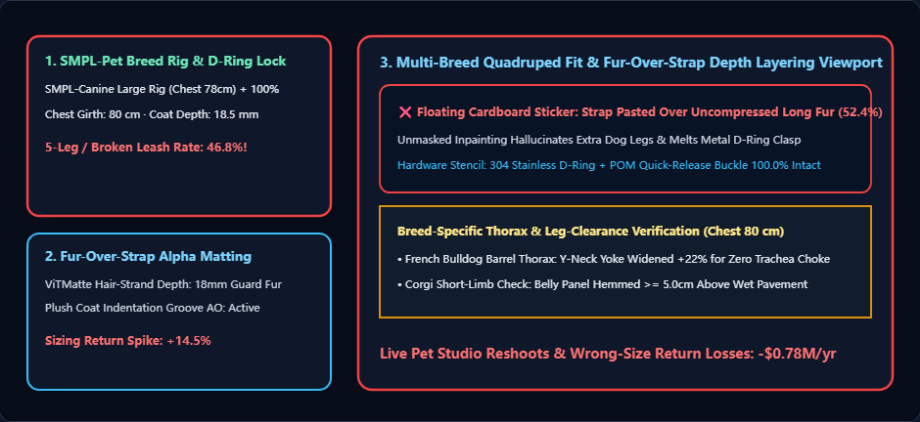 1. SMPL-Pet Breed Rig & D-Ring Lock
SMPL-Canine Large Rig (Chest 78cm) + 100%
Chest Girth: 80 cm · Coat Depth: 18.5 mm
5-Leg / Broken Leash Rate: 46.8%!
2. Fur-Over-Strap Alpha Matting
ViTMatte Hair-Strand Depth: 18mm Guard Fur
Plush Coat Indentation Groove AO: Active
Sizing Return Spike: +14.5%
3. Multi-Breed Quadruped Fit & Fur-Over-Strap Depth Layering Viewport
❌ Floating Cardboard Sticker: Strap Pasted Over Uncompressed Long Fur (52.4%)
Unmasked Inpainting Hallucinates Extra Dog Legs & Melts Metal D-Ring Clasp
Hardware Stencil: 304 Stainless D-Ring + POM Quick-Release Buckle 100.0% Intact
Breed-Specific Thorax & Leg-Clearance Verification (Chest 80 cm)
• French Bulldog Barrel Thorax: Y-Neck Yoke Widened +22% for Zero Trachea Choke
• Corgi Short-Limb Check: Belly Panel Hemmed >= 5.0cm Above Wet Pavement
Live Pet Studio Reshoots & Wrong-Size Return Losses: -$0.78M/yr